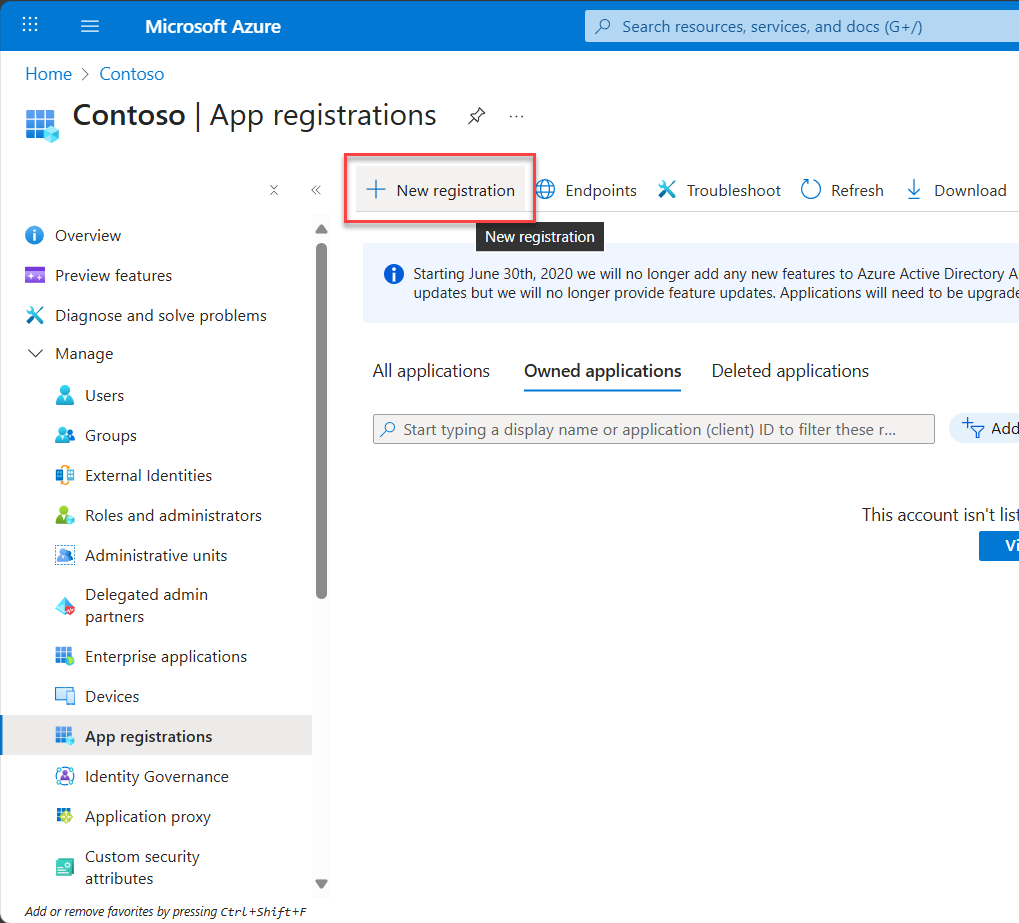 Microsoft Azure
Search resources, services, and docs (G+/)
Home > Contoso
Contoso | App registrations
New registration
Endpoints
Troubleshoot
Refresh
Download
New registration
Overview
Preview features
Diagnose and solve problems
Manage
Users
Groups
External Identities
Roles and administrators
Administrative units
Delegated admin
partners
Enterprise applications
Devices
App registrations
Identity Governance
Application proxy
Custom security
attributes
Add or remove favorites by pressing Ctrl+Shift+F
Starting June 30th, 2020 we will no longer add any new features to Azure Active Directory A
updates but we will no longer provide feature updates. Applications will need to be upgrade
All applications
Owned applications
Deleted applications
Start typing a display name or application (client) ID to filter these r...
Add
This account isn't list
Vi